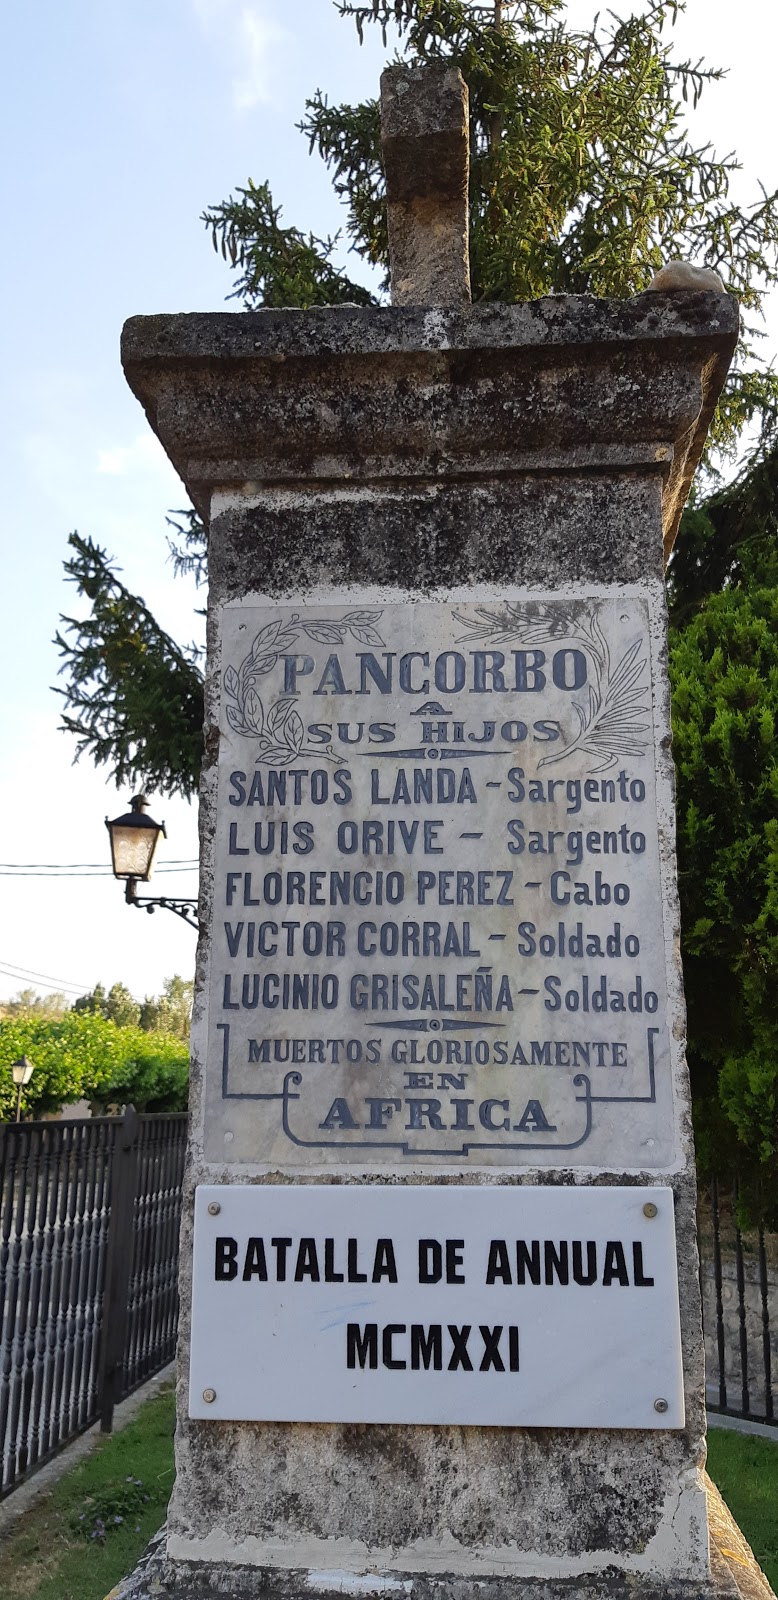 PANCORBO
A
SUS HIJOS
SANTOS LANDA - Sargento
LUIS ORIVE - Sargento
FLORENCIO PEREZ - Cabo
VICTOR CORRAL - Soldado
LUCINIO GRISALEÑA - Soldado
MUERTOS GLORIOSAMENTE
EN
AFRICA
BATALLA DE ANNUAL
MCMXXI